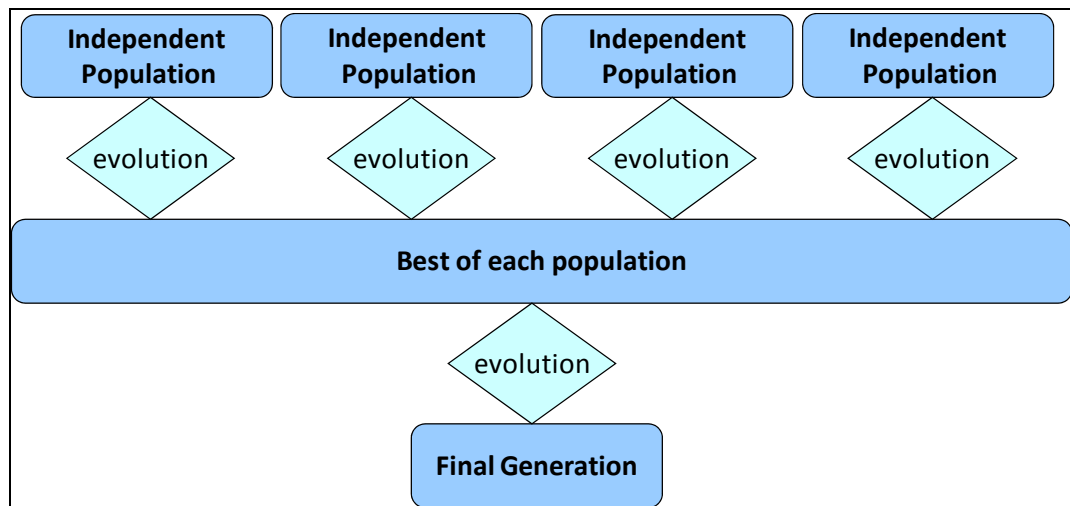 Independent
Population
Independent
Population
Independent
Population
Independent
Population
evolution
evolution
evolution
evolution
Best of each population
evolution
Final Generation